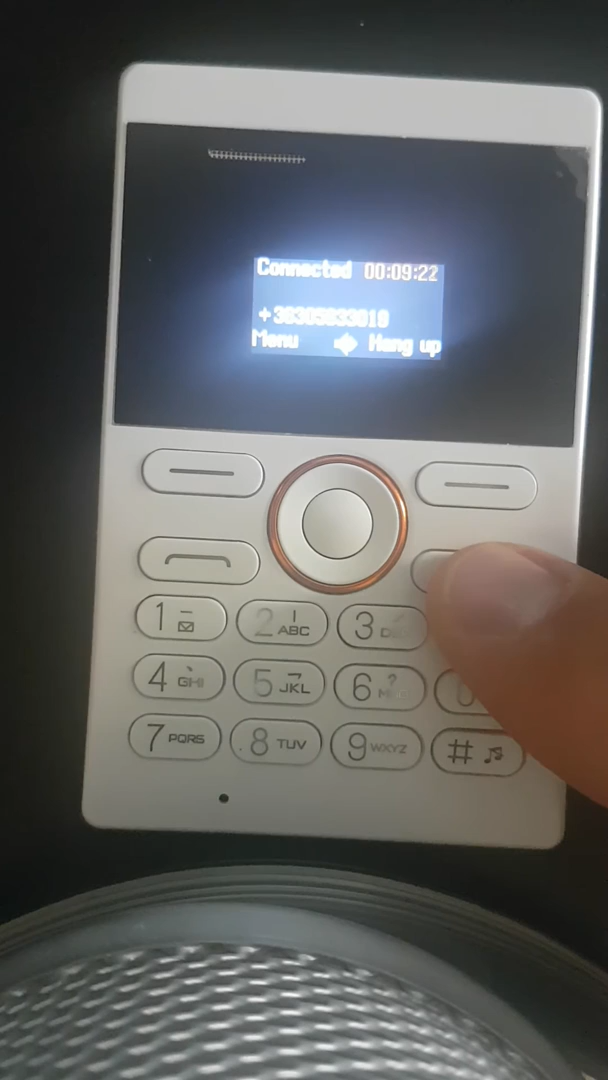 Connected 00:09:22
Menu Hang up
1
2 ABC
3
4 GHI
5 JKL
6
7 PQRS
8 TUV
9 WXYZ
#